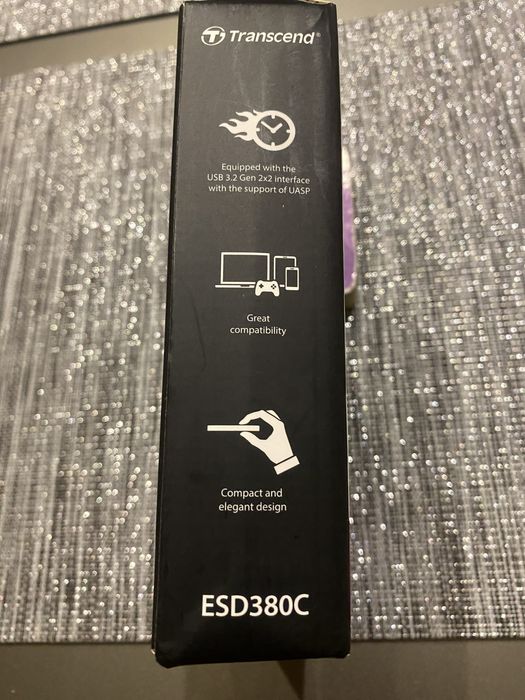 Transcend®
Equipped with the
USB 3.2 Gen 2x2 interface
with the support of UASP
Great
compatibility
Compact and
elegant design
ESD380C